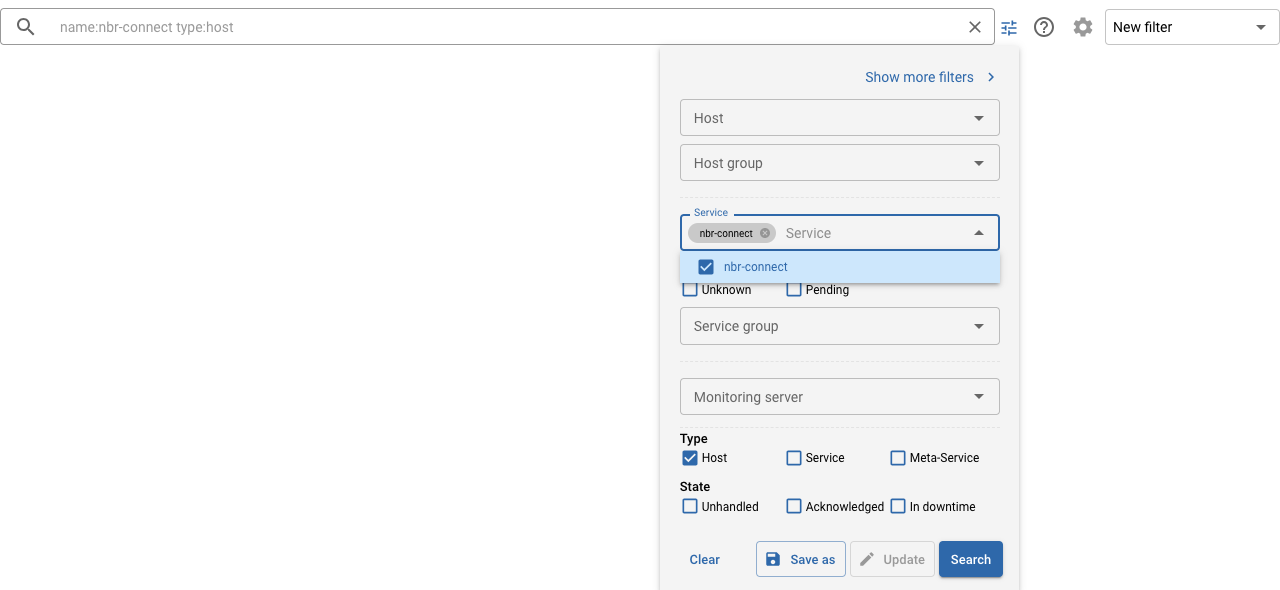 name:nbr-connect type:host
New filter
Show more filters
Host
Host group
Service
nbr-connect Service
nbr-connect
Unknown Pending
Service group
Monitoring server
Type
Host Service Meta-Service
State
Unhandled Acknowledged In downtime
Clear Save as Update Search